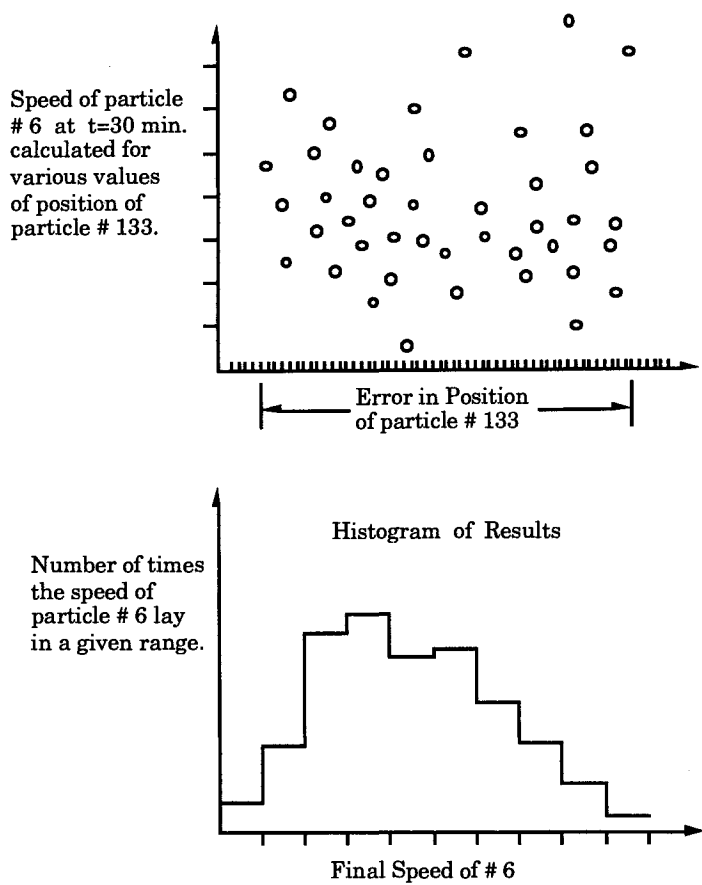 Speed of particle
# 6 at t=30 min.
calculated for
various values
of position of
particle # 133.
Error in Position
of particle # 133
Histogram of Results
Number of times
the speed of
particle # 6 lay
in a given range.
Final Speed of # 6